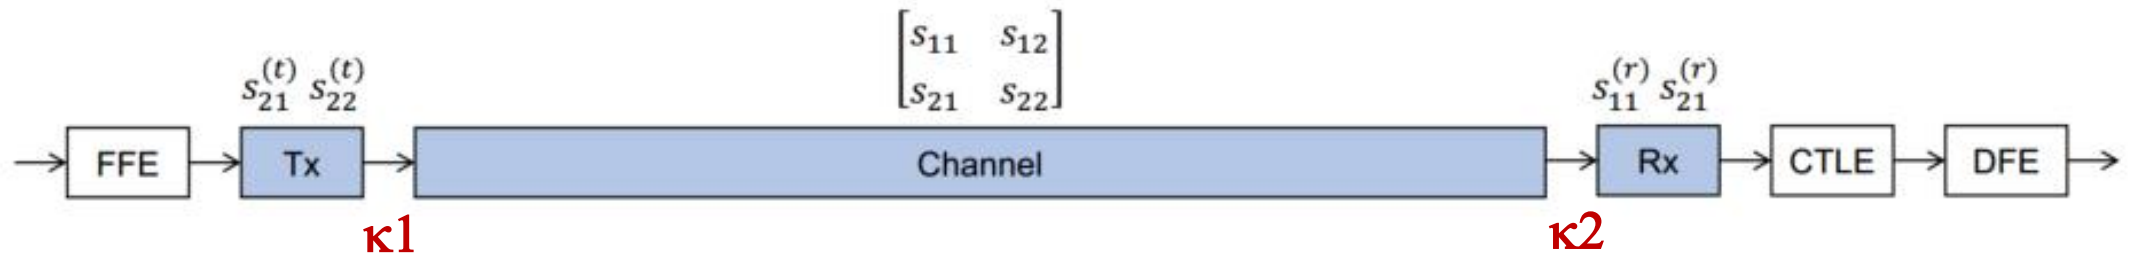 [s₁₁ s₁₂
s₂₁ s₂₂]
s₂₁⁽ᵗ⁾ s₂₂⁽ᵗ⁾
s₁₁⁽ʳ⁾ s₂₁⁽ʳ⁾
FFE
Tx
Channel
Rx
CTLE
DFE
κ1
κ2